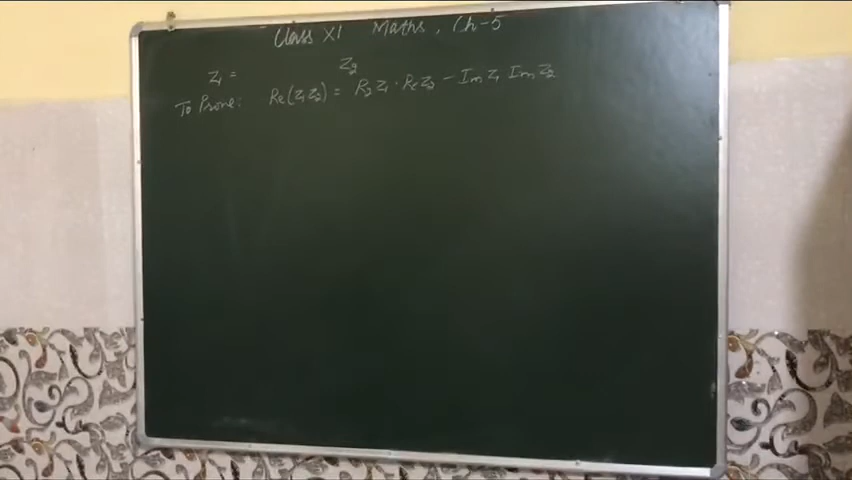 Class XI Maths, Ch-5
z₁ = z₂
To Prove: Re(z₁z₂) = Re z₁ · Re z₂ - Im z₁ Im z₂